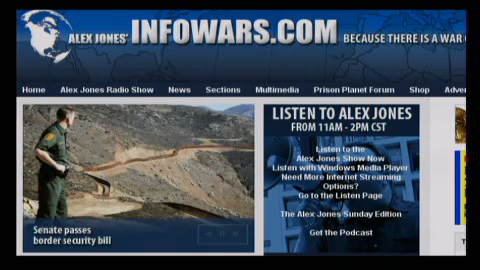 ALEX JONES' INFOWARS.COM BECAUSE THERE IS A WAR
Home Alex Jones Radio Show News Sections Multimedia Prison Planet Forum Shop Adver
LISTEN TO ALEX JONES
FROM 11AM - 2PM CST
Listen to the
Alex Jones Show Now
Listen with Windows Media Player
Need More Internet Streaming
Options?
Go to the Listen Page
The Alex Jones Sunday Edition
Get the Podcast
Senate passes
border security bill